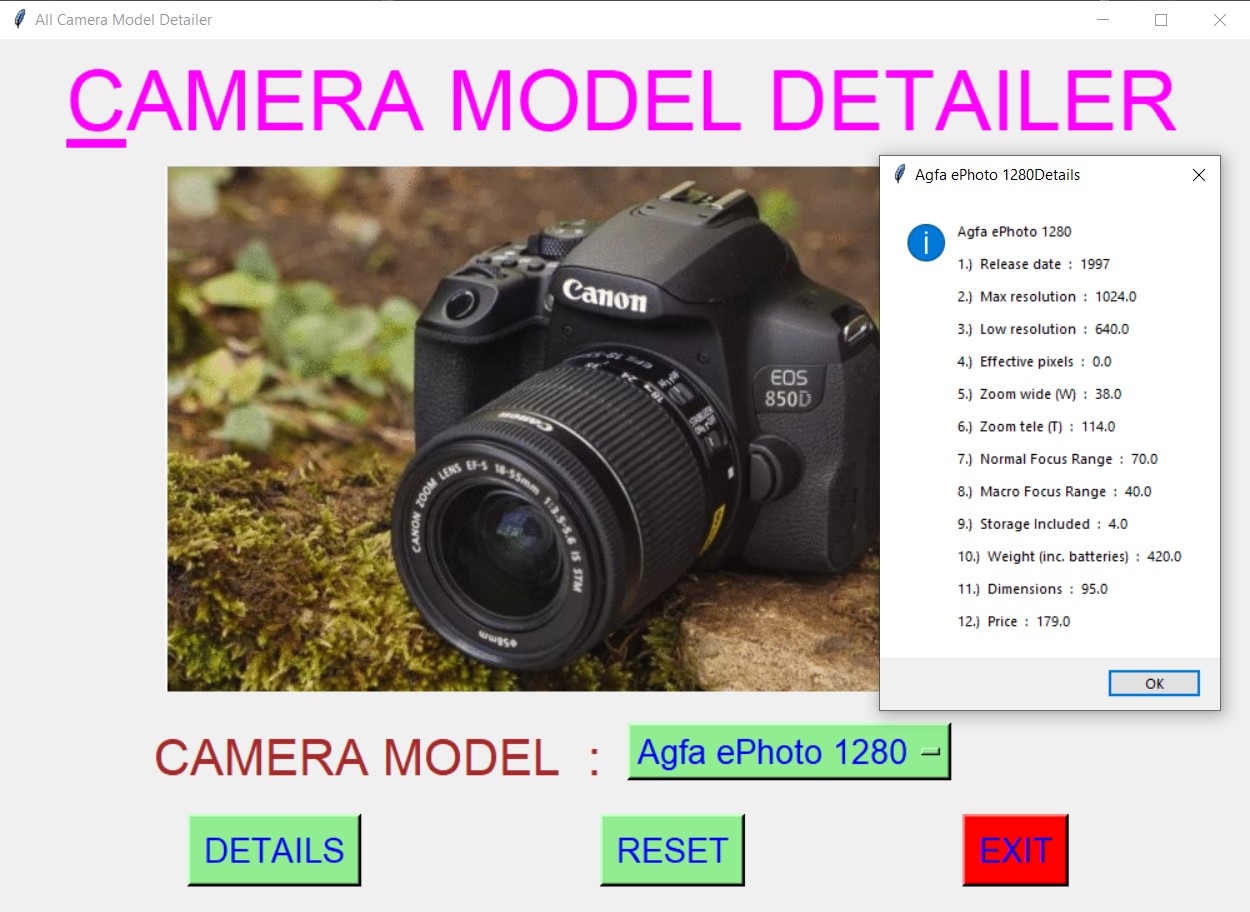 All Camera Model Detailer
CAMERA MODEL DETAILER
Agfa ePhoto 1280Details
Agfa ePhoto 1280
1.) Release date : 1997
2.) Max resolution : 1024.0
3.) Low resolution : 640.0
4.) Effective pixels : 0.0
5.) Zoom wide (W) : 38.0
6.) Zoom tele (T) : 114.0
7.) Normal Focus Range : 70.0
8.) Macro Focus Range : 40.0
9.) Storage Included : 4.0
10.) Weight (inc. batteries) : 420.0
11.) Dimensions : 95.0
12.) Price : 179.0
OK
Canon
EOS
850D
Canon
CANON ZOOM LENS EF-S 18-55mm 1:3.5-5.6 IS STM
ø58mm
CAMERA MODEL :
Agfa ePhoto 1280
DETAILS
RESET
EXIT